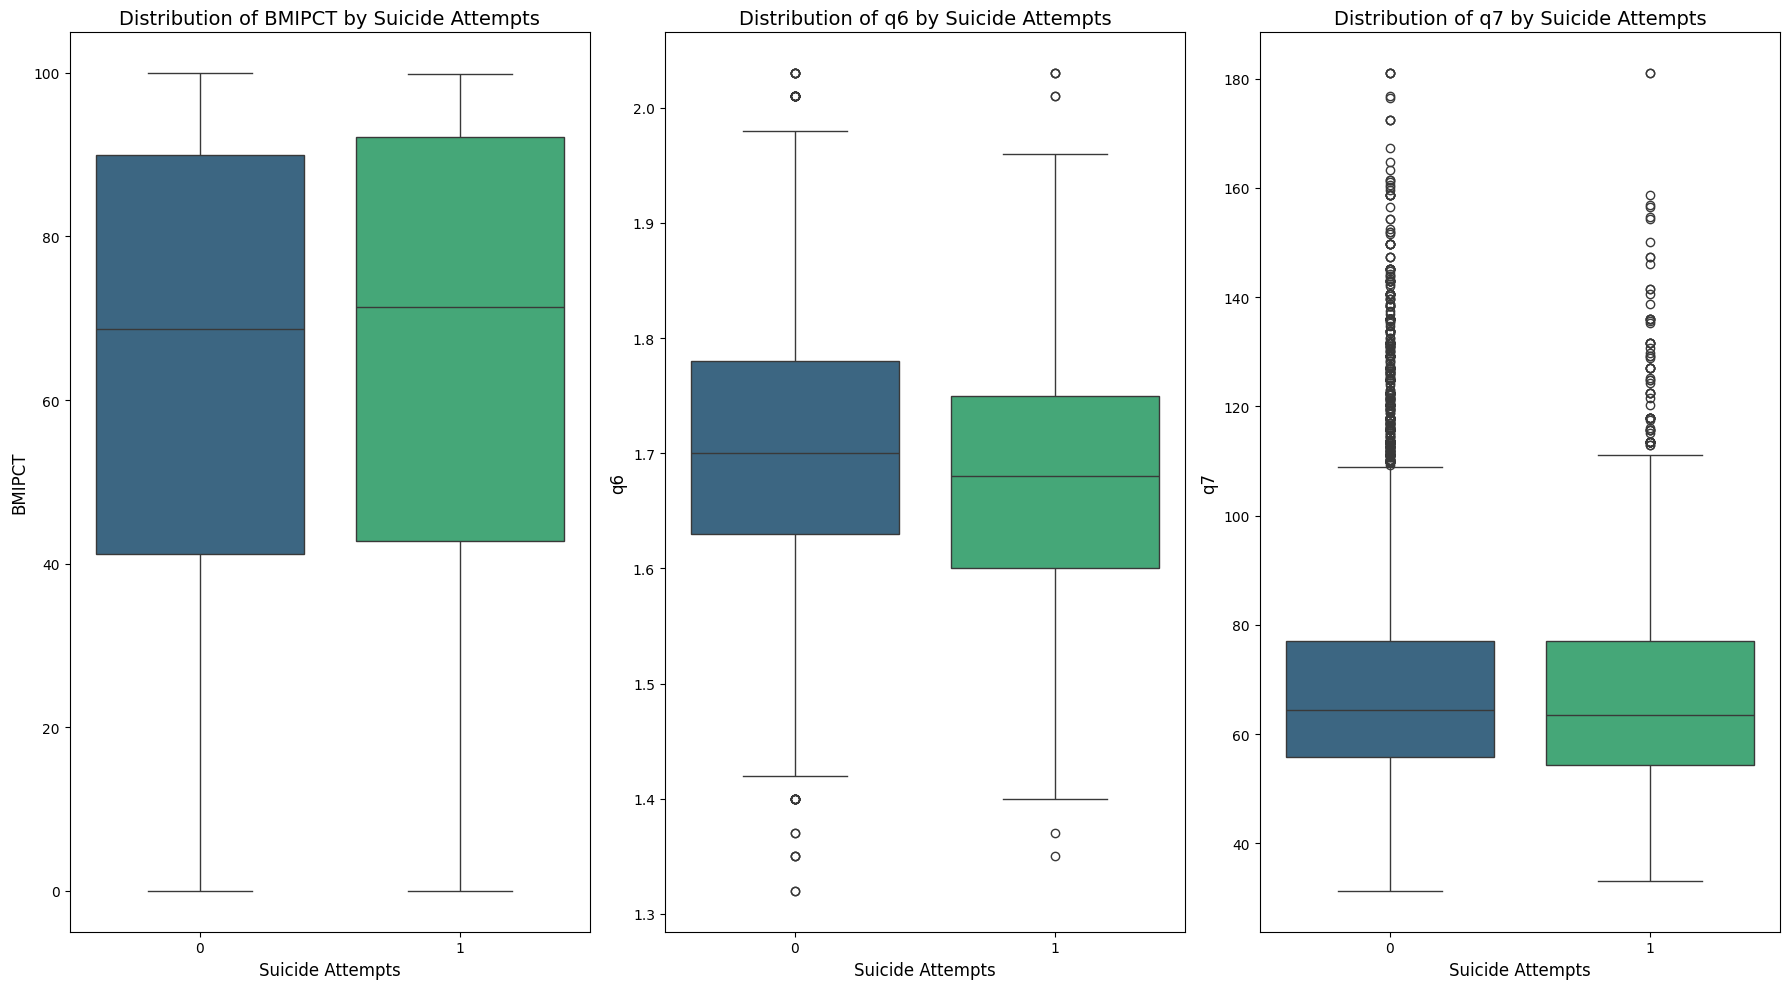 Distribution of BMIPCT by Suicide Attempts
BMIPCT
100
80
60
40
20
0
0 1
Suicide Attempts
Distribution of q6 by Suicide Attempts
q6
2.0
1.9
1.8
1.7
1.6
1.5
1.4
1.3
0 1
Suicide Attempts
Distribution of q7 by Suicide Attempts
q7
180
160
140
120
100
80
60
40
0 1
Suicide Attempts